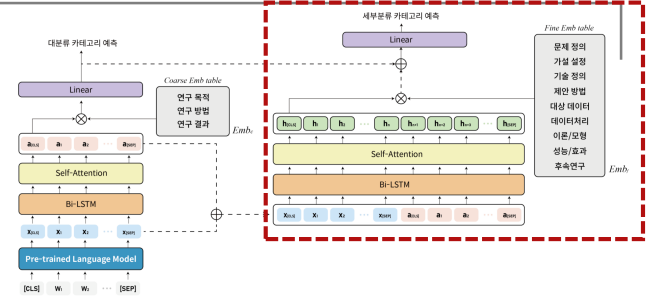 대분류 카테고리 예측
Linear
Coarse Emb table
연구 목적
연구 방법
연구 결과
Emb
a[CLS] a₁ a₂ ··· a[SEP]
Self-Attention
Bi-LSTM
x[CLS] x₁ x₂ ··· x[SEP]
Pre-trained Language Model
[CLS] W₁ W₂ ··· [SEP]
세부분류 카테고리 예측
Linear
Fine Emb table
문제 정의
가설 설정
기술 정의
제안 방법
대상 데이터
데이터처리
이론/모형
성능/효과
후속연구
Emb
h[CLS] h₁ h₂ ··· hₙ hₙ₊₁ hₙ₊₂ hₙ₊₃ ··· h[SEP]
Self-Attention
Bi-LSTM
x[CLS] x₁ x₂ ··· x[SEP] a[CLS] a₁ a₂ ··· a[SEP]